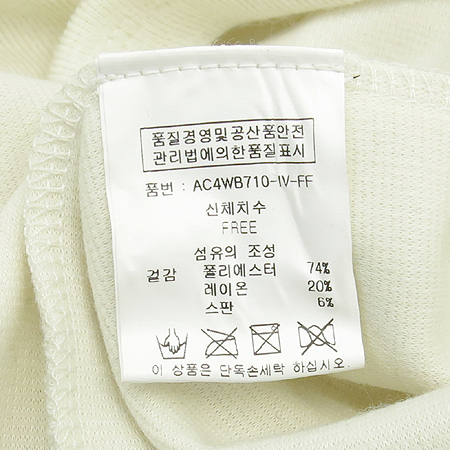 품질경영및공산품안전
관리법에의한품질표시
품번 : AC4WB710-IV-FF
신체치수
FREE
섬유의 조성
겉감 폴리에스터 74%
레이온 20%
스판 6%
이 상품은 단독손세탁 하십시오.